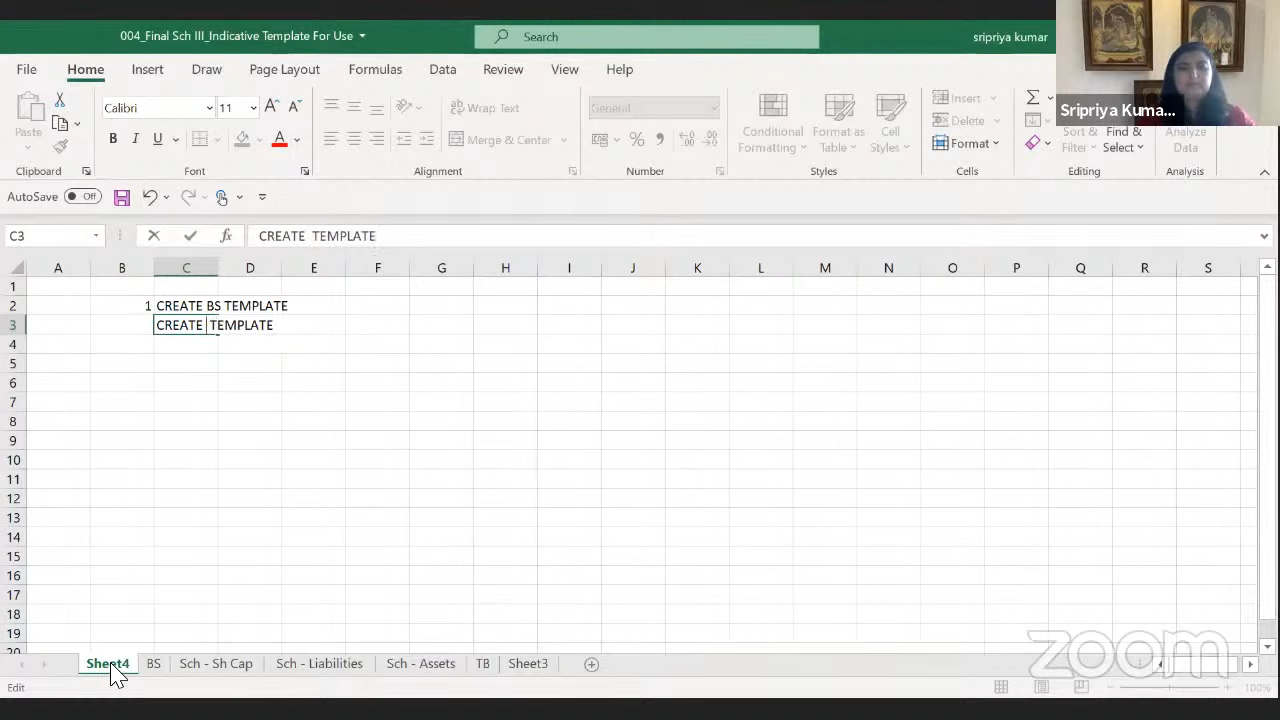 004_Final Sch III_Indicative Template For Use
Search
sripriya kumar
File Home Insert Draw Page Layout Formulas Data Review View Help
Sripriya Kuma...
Paste
Calibri 11
B I U
Wrap Text
Merge & Center
General
Conditional Formatting
Format as Table
Cell Styles
Insert
Delete
Format
Sort & Filter
Find & Select
Analyze Data
Clipboard Font Alignment Number Styles Cells Editing Analysis
AutoSave Off
C3 fx CREATE TEMPLATE
A B C D E F G H I J K L M N O P Q R S
1
2 1 CREATE BS TEMPLATE
3 CREATE TEMPLATE
4
5
6
7
8
9
10
11
12
13
14
15
16
17
18
19
20
zoom
Sheet4 BS Sch - Sh Cap Sch - Liabilities Sch - Assets TB Sheet3
Edit 100%